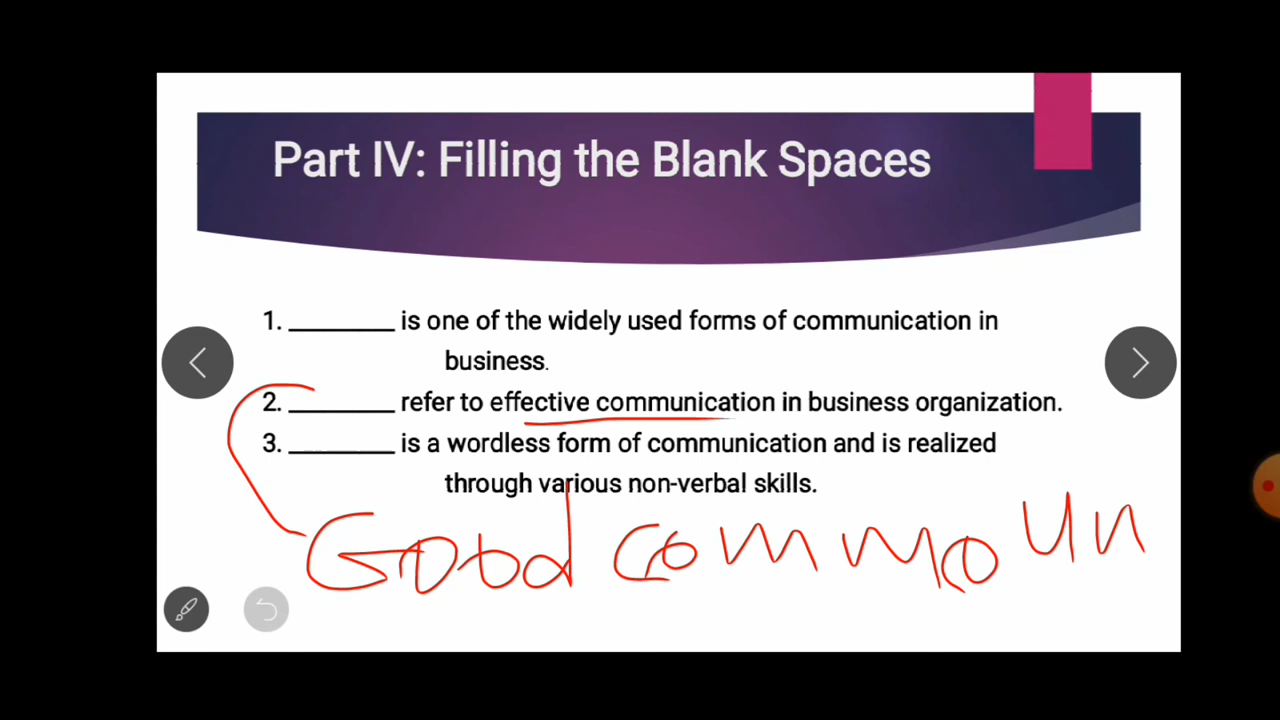 Part IV: Filling the Blank Spaces
1. ________ is one of the widely used forms of communication in
business.
2. ________ refer to effective communication in business organization.
3. ________ is a wordless form of communication and is realized
through various non-verbal skills.
Good commoun